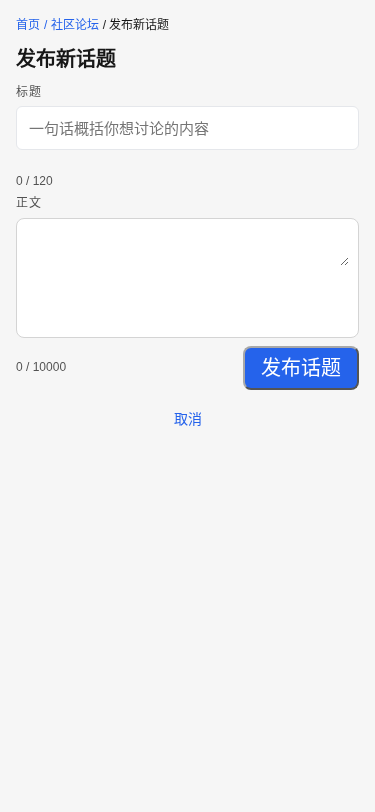 首页 / 社区论坛 / 发布新话题
发布新话题
标题
一句话概括你想讨论的内容
0 / 120
正文
0 / 10000
发布话题
取消